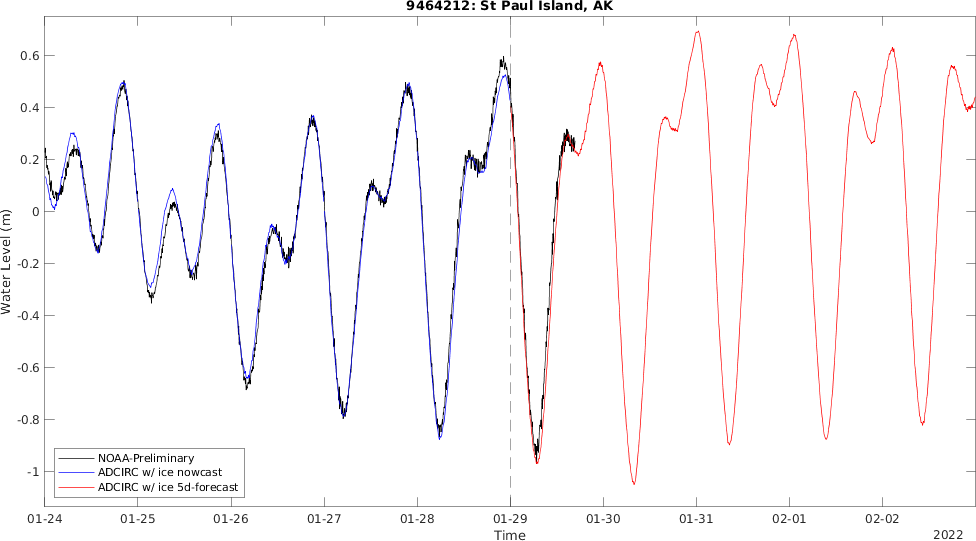 9464212: St Paul Island, AK
Water Level (m)
0.6
0.4
0.2
0
-0.2
-0.4
-0.6
-0.8
-1
NOAA-Preliminary
ADCIRC w/ ice nowcast
ADCIRC w/ ice 5d-forecast
01-24 01-25 01-26 01-27 01-28 01-29 01-30 01-31 02-01 02-02
Time
2022